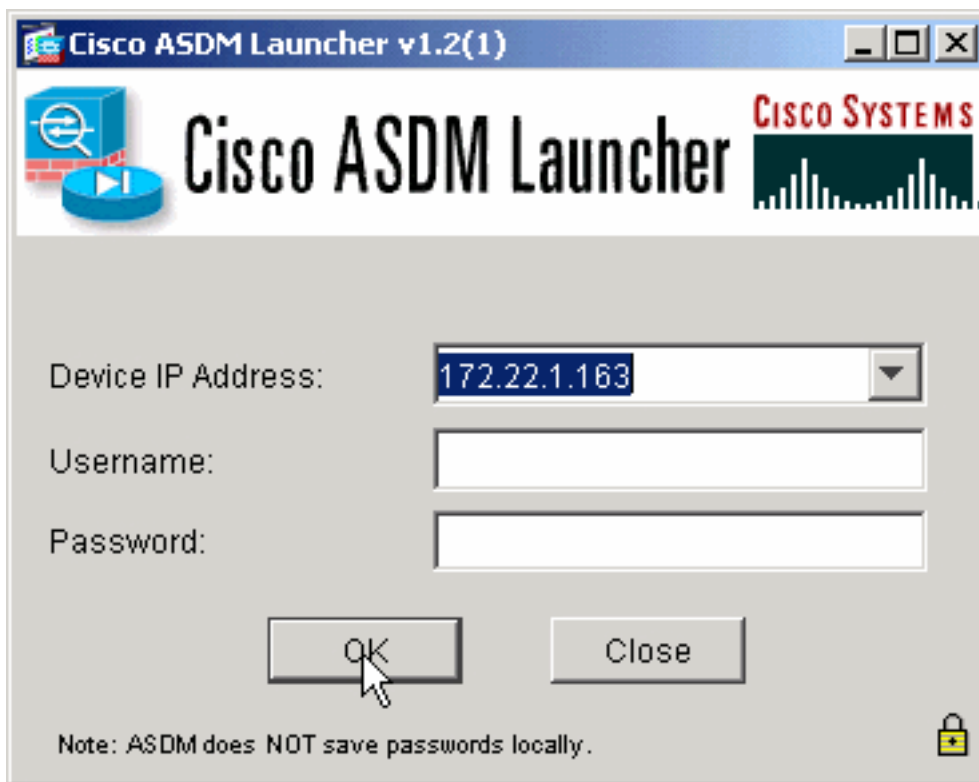 Cisco ASDM Launcher v1.2(1)
Cisco ASDM Launcher
CISCO SYSTEMS
Device IP Address:
172.22.1.163
Username:
Password:
OK
Close
Note: ASDM does NOT save passwords locally.